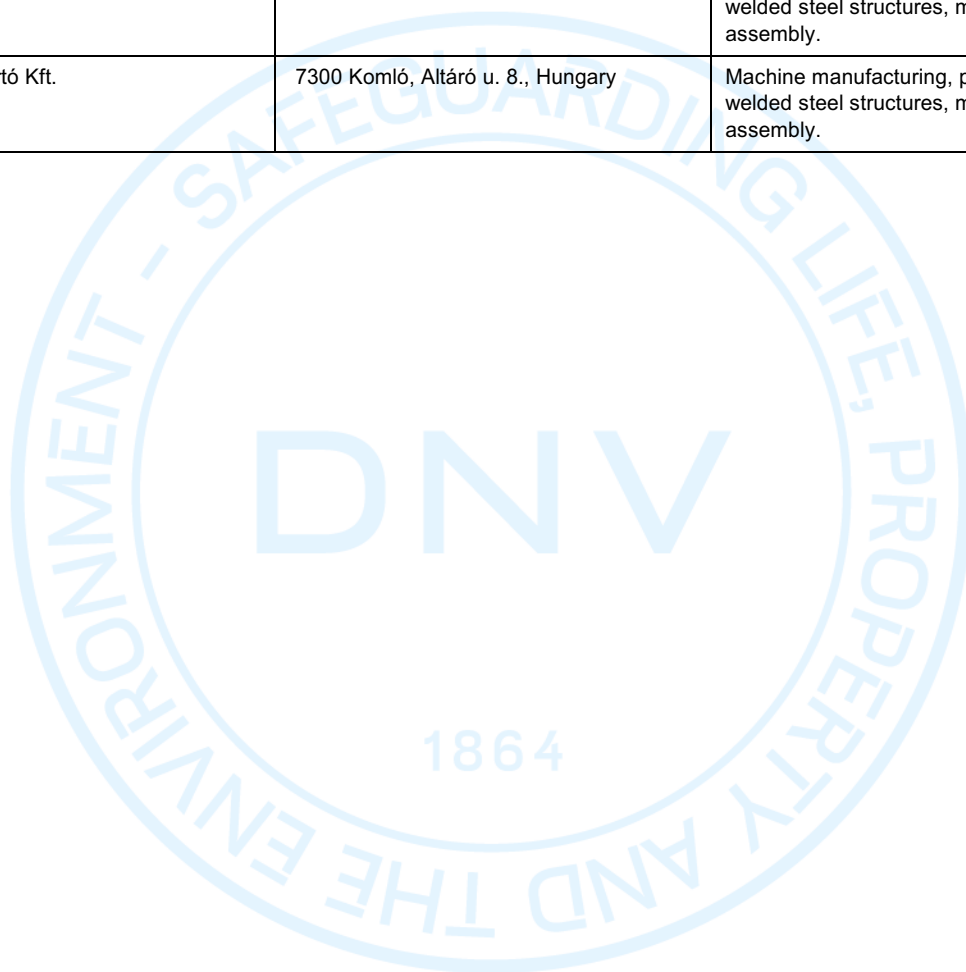 welded steel structures, m
assembly.
tó Kft.
7300 Komló, Altáró u. 8., Hungary
Machine manufacturing, p
welded steel structures, m
assembly.
SAFEGUARDING LIFE, PROPERTY AND THE ENVIRONMENT -
DNV
1864